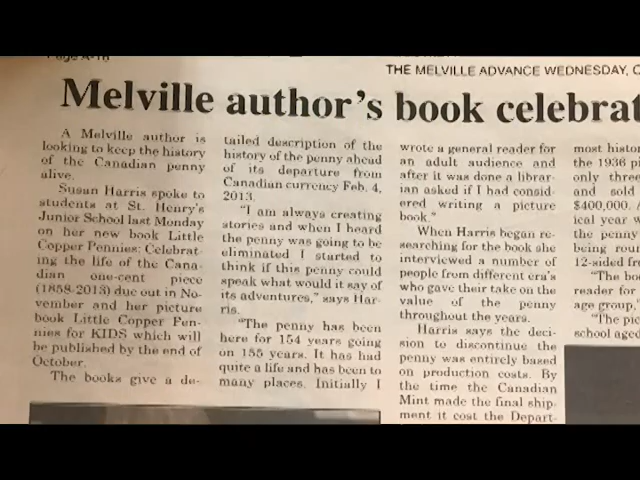 Page A-10
THE MELVILLE ADVANCE WEDNESDAY,
Melville author's book celebrat
A Melville author is
looking to keep the history
of the Canadian penny
alive.
Susan Harris spoke to
students at St. Henry's
Junior School last Monday
on her new book Little
Copper Pennies: Celebrat-
ing the life of the Cana-
dian one-cent piece
(1858-2013) due out in No-
vember and her picture
book Little Copper Pen-
nies for KIDS which will
be published by the end of
October.
The books give a de-
tailed description of the
history of the penny ahead
of its departure from
Canadian currency Feb. 4,
2013.
"I am always creating
stories and when I heard
the penny was going to be
eliminated I started to
think if this penny could
speak what would it say of
its adventures," says Har-
ris.
"The penny has been
here for 154 years going
on 155 years. It has had
quite a life and has been to
many places. Initially I
wrote a general reader for
an adult audience and
after it was done a librar-
ian asked if I had consid-
ered writing a picture
book."
When Harris began re-
searching for the book she
interviewed a number of
people from different era's
who gave their take on the
value of the penny
throughout the years.
Harris says the deci-
sion to discontinue the
penny was entirely based
on production costs. By
the time the Canadian
Mint made the final ship-
ment it cost the Depart-
most histor
the 1936 pi
only three
and sold
$400,000. A
ical year w
the penny
being rou
12-sided fr
"The boo
reader for
age group,"
"The pic
school aged